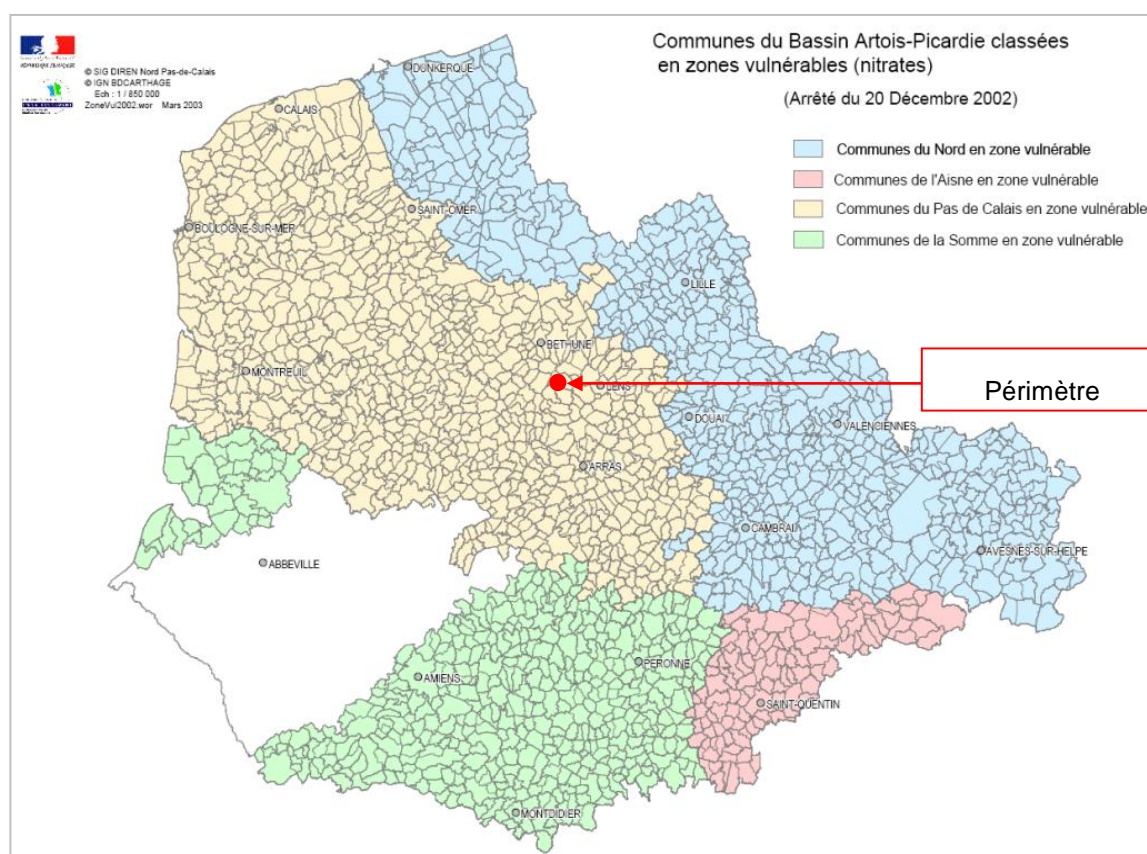 Communes du Bassin Artois-Picardie classées
en zones vulnérables (nitrates)
(Arrêté du 20 Décembre 2002)
© SIG DIREN Nord Pas-de-Calais
© IGN BDCARTHAGE
Ech : 1 / 850 000
ZoneVul2002.wor Mars 2003
Communes du Nord en zone vulnérable
Communes de l'Aisne en zone vulnérable
Communes du Pas de Calais en zone vulnérable
Communes de la Somme en zone vulnérable
DUNKERQUE
CALAIS
SAINT-OMER
BOULOGNE-SUR-MER
LILLE
BETHUNE
MONTREUIL
LENS
Périmètre
DOUAI
VALENCIENNES
ARRAS
CAMBRAI
AVESNES-SUR-HELPE
ABBEVILLE
PERONNE
AMIENS
SAINT-QUENTIN
MONTDIDIER